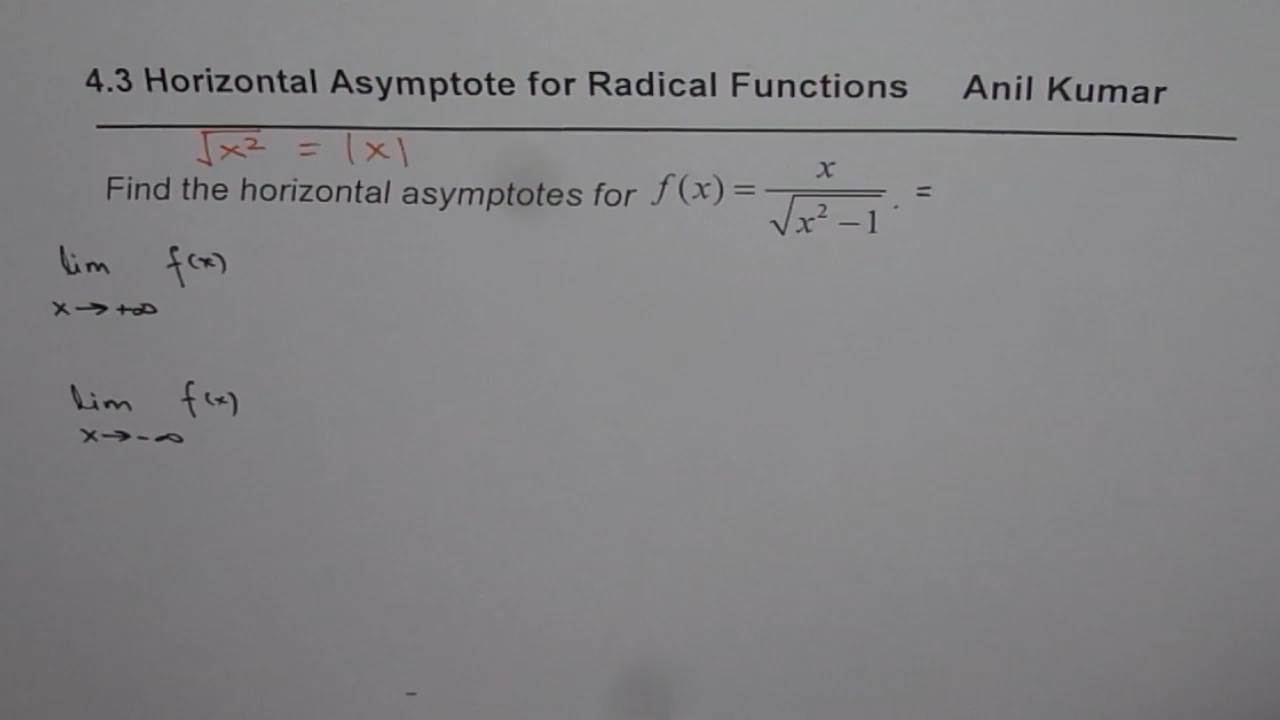 4.3 Horizontal Asymptote for Radical Functions Anil Kumar
√x² = |x|
Find the horizontal asymptotes for f(x) = x / √(x² − 1) . =
lim f(x)
x → +∞
lim f(x)
x → -∞